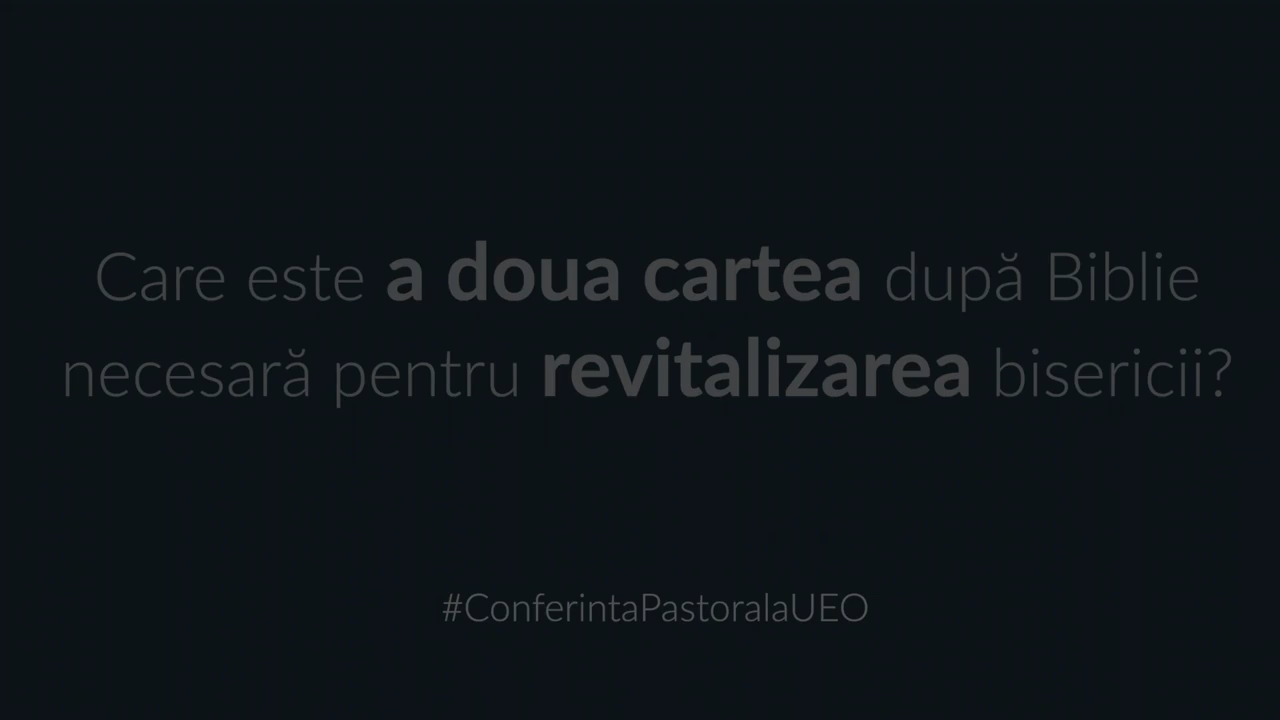 Care este a doua cartea după Biblie
necesară pentru revitalizarea bisericii?
#ConferintaPastoralaUEO